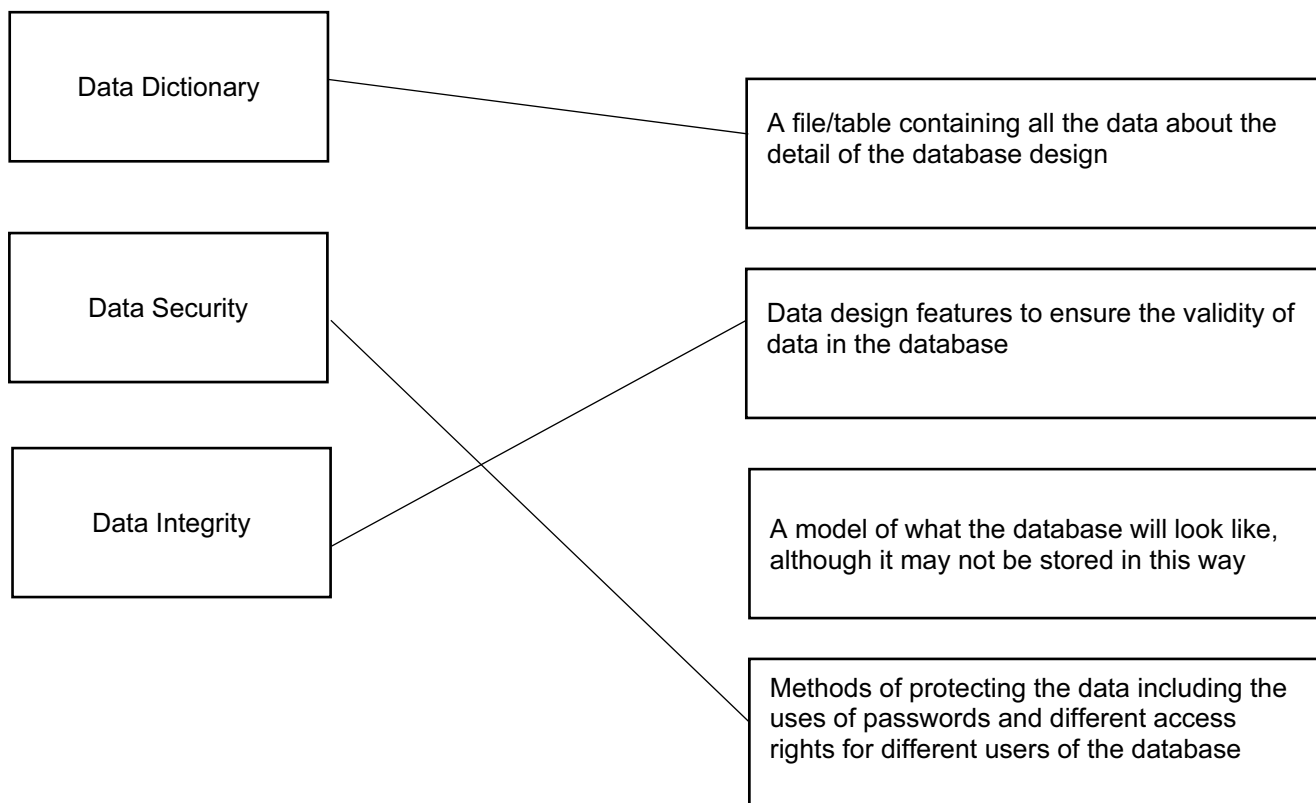 Data Dictionary
A file/table containing all the data about the
detail of the database design
Data Security
Data design features to ensure the validity of
data in the database
Data Integrity
A model of what the database will look like,
although it may not be stored in this way
Methods of protecting the data including the
uses of passwords and different access
rights for different users of the database